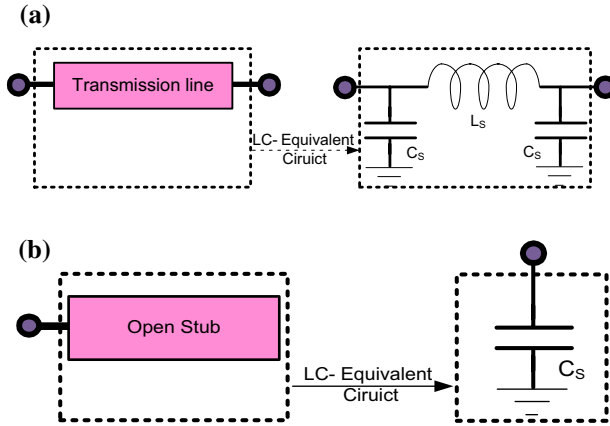 (a)
Transmission line
LC- Equivalent
Ciruict
LS
CS
CS
(b)
Open Stub
LC- Equivalent
Ciruict
CS